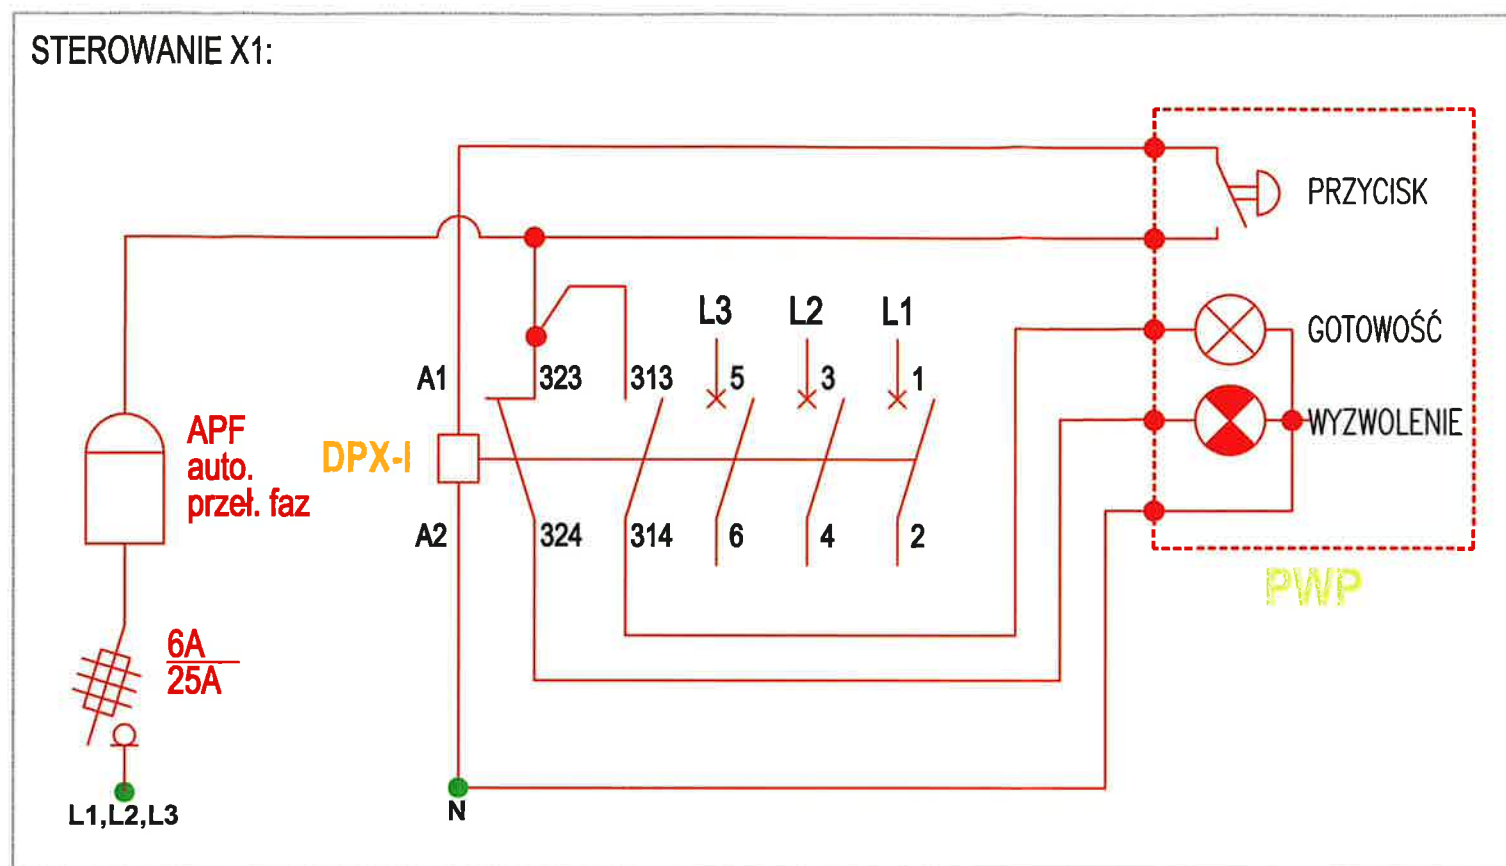 STEROWANIE X1:
PRZYCISK
GOTOWOŚĆ
WYZWOLENIE
PWP
L3
L2
L1
A1
323
313
5
3
1
DPX-I
A2
324
314
6
4
2
APF
auto.
przeł. faz
6A
25A
L1,L2,L3
N